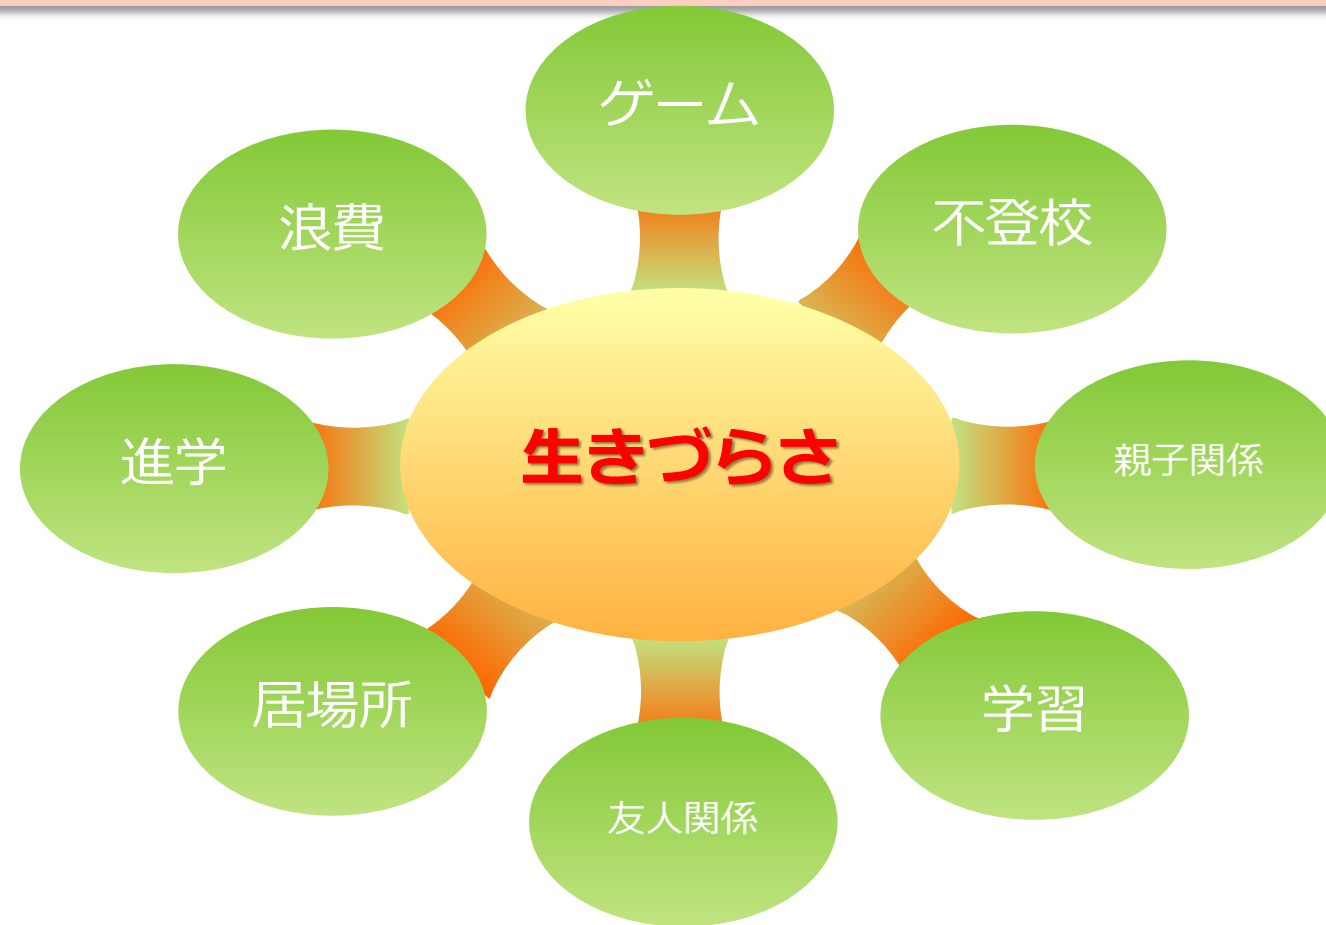 ゲーム
浪費
不登校
進学
生きづらさ
親子関係
居場所
学習
友人関係